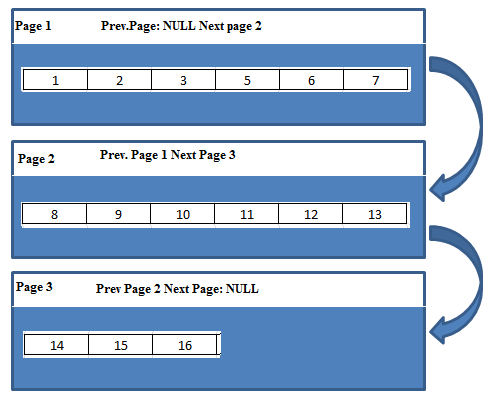 Page 1 Prev.Page: NULL Next page 2
1 2 3 5 6 7
Page 2 Prev. Page 1 Next Page 3
8 9 10 11 12 13
Page 3 Prev Page 2 Next Page: NULL
14 15 16